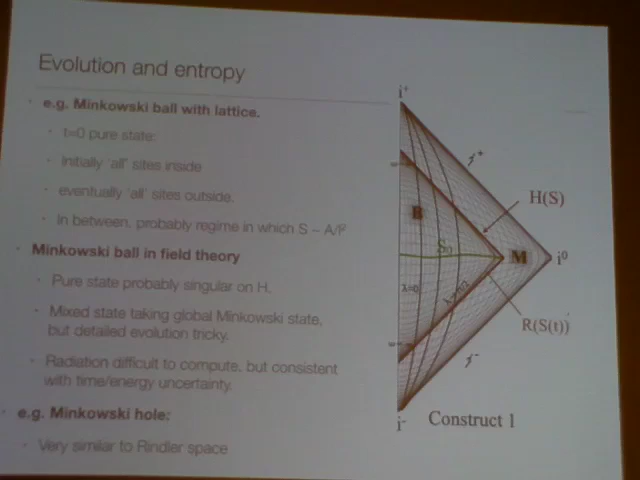 Evolution and entropy
e.g. Minkowski ball with lattice.
t=0 pure state:
Initially 'all' sites inside
eventually 'all' sites outside.
In between, probably regime in which S ~ A/l²
Minkowski ball in field theory
Pure state probably singular on H.
Mixed state taking global Minkowski state,
but detailed evolution tricky.
Radiation difficult to compute, but consistent
with time/energy uncertainty.
e.g. Minkowski hole:
Very similar to Rindler space
i⁺
𝓘⁺
H(S)
B
S₀
M
i⁰
λ=0
R(S(t))
𝓘⁻
i⁻
Construct 1